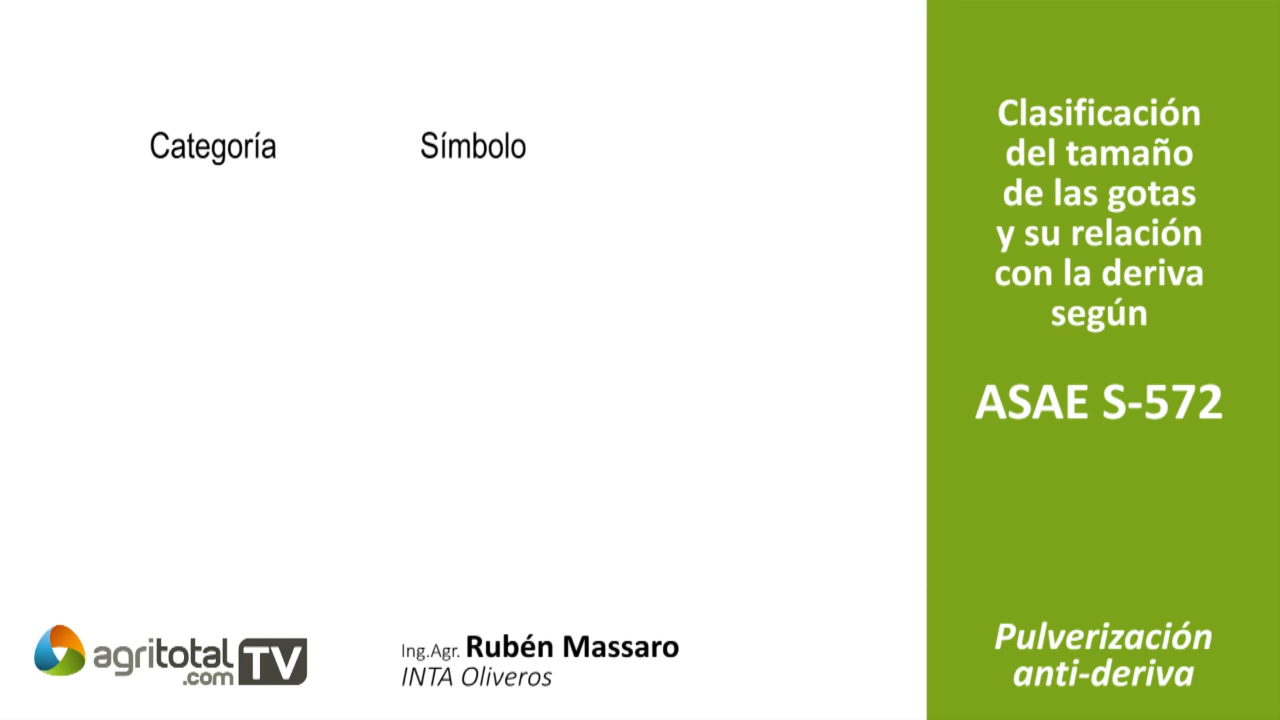 Categoría Símbolo
Clasificación
del tamaño
de las gotas
y su relación
con la deriva
según
ASAE S-572
agritotal
.com TV
Ing.Agr. Rubén Massaro
INTA Oliveros
Pulverización
anti-deriva